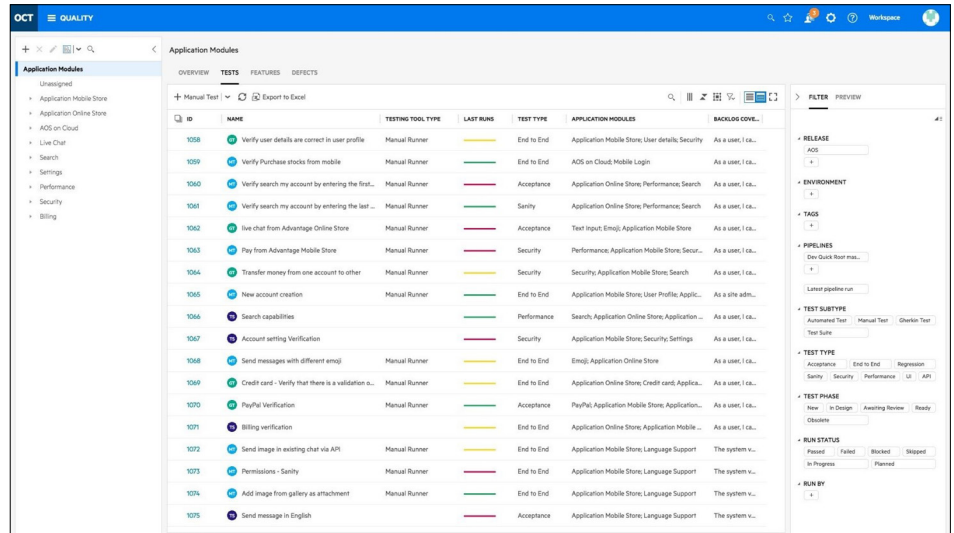 OCT QUALITY 3 Workspace
Application Modules
Unassigned
Application Mobile Store
Application Online Store
AOS on Cloud
Live Chat
Search
Settings
Performance
Security
Billing
Application Modules
OVERVIEW TESTS FEATURES DEFECTS
+ Manual Test Export to Excel
ID NAME TESTING TOOL TYPE LAST RUNS TEST TYPE APPLICATION MODULES BACKLOG COVE...
1058 GT Verify user details are correct in user profile Manual Runner End to End Application Mobile Store; User details; Security As a user, I ca...
1059 MT Verify Purchase stocks from mobile Manual Runner End to End AOS on Cloud; Mobile Login As a user, I ca...
1060 MT Verify search my account by entering the first... Manual Runner Acceptance Application Online Store; Performance; Search As a user, I ca...
1061 MT Verify search my account by entering the last ... Manual Runner Sanity Application Online Store; Performance; Search As a user, I ca...
1062 GT live chat from Advantage Online Store Manual Runner Acceptance Text Input; Emoji; Application Mobile Store As a user, I ca...
1063 MT Pay from Advantage Mobile Store Manual Runner Security Performance; Application Mobile Store; Secur... As a user, I ca...
1064 GT Transfer money from one account to other Manual Runner Security Security; Application Mobile Store; Search As a user, I ca...
1065 MT New account creation Manual Runner End to End Application Mobile Store; User Profile; Applic... As a site adm...
1066 TS Search capabilities Performance Search; Application Online Store; Application ... As a user, I ca...
1067 TS Account setting Verification Security Application Mobile Store; Security; Settings As a user, I ca...
1068 MT Send messages with different emoji Manual Runner End to End Emoji; Application Online Store As a user, I ca...
1069 GT Credit card - Verify that there is a validation o... Manual Runner End to End Application Online Store; Credit card; Applica... As a user, I ca...
1070 GT PayPal Verification Manual Runner Acceptance PayPal; Application Mobile Store; Application... As a user, I ca...
1071 TS Billing verification End to End Application Online Store; Application Mobile ... As a user, I ca...
1072 MT Send image in existing chat via API Manual Runner End to End Application Mobile Store; Language Support The system v...
1073 MT Permissions - Sanity Manual Runner End to End Application Mobile Store; Language Support The system v...
1074 MT Add image from gallery as attachment Manual Runner End to End Application Mobile Store; Language Support The system v...
1075 TS Send message in English Acceptance Application Mobile Store; Language Support The system v...
FILTER PREVIEW
RELEASE
AOS
+
ENVIRONMENT
+
TAGS
+
PIPELINES
Dev Quick Root mas...
+
Latest pipeline run
TEST SUBTYPE
Automated Test Manual Test Gherkin Test
Test Suite
TEST TYPE
Acceptance End to End Regression
Sanity Security Performance UI API
TEST PHASE
New In Design Awaiting Review Ready
Obsolete
RUN STATUS
Passed Failed Blocked Skipped
In Progress Planned
RUN BY
+